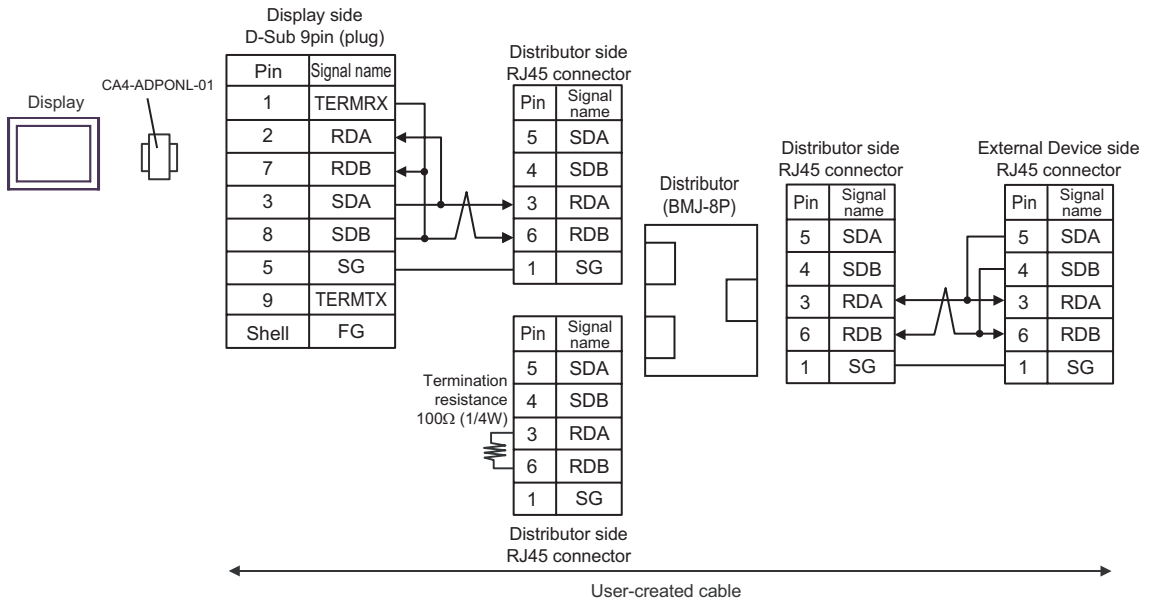 Display side
D-Sub 9pin (plug)
Pin Signal name
1 TERMRX
2 RDA
7 RDB
3 SDA
8 SDB
5 SG
9 TERMTX
Shell FG
CA4-ADPONL-01
Display
Distributor side
RJ45 connector
Pin Signal
name
5 SDA
4 SDB
3 RDA
6 RDB
1 SG
Distributor
(BMJ-8P)
Distributor side
RJ45 connector
Pin Signal
name
5 SDA
4 SDB
3 RDA
6 RDB
1 SG
External Device side
RJ45 connector
Pin Signal
name
5 SDA
4 SDB
3 RDA
6 RDB
1 SG
Termination
resistance
100Ω (1/4W)
Pin Signal
name
5 SDA
4 SDB
3 RDA
6 RDB
1 SG
Distributor side
RJ45 connector
User-created cable